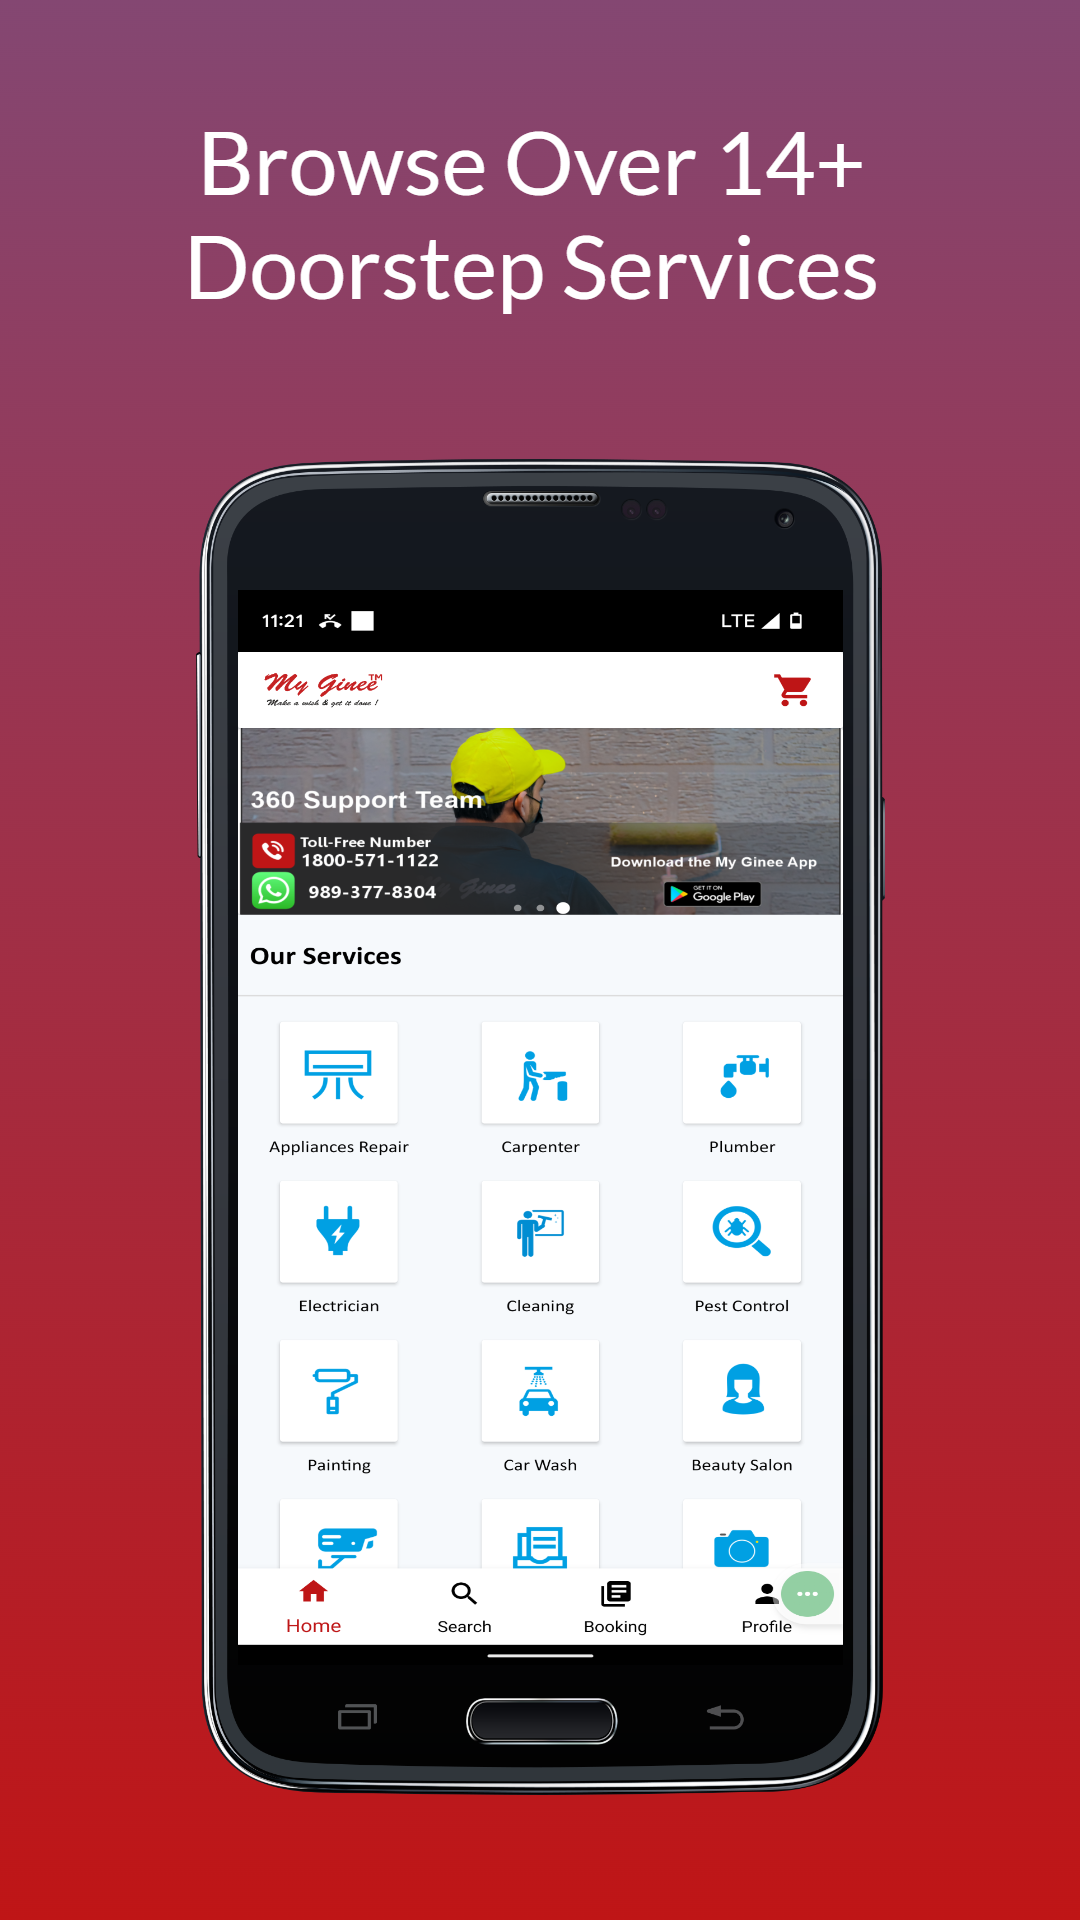 Browse Over 14+
Doorstep Services
11:21
LTE
My Ginee™
Make a wish & get it done !
360 Support Team
Toll-Free Number
1800-571-1122
989-377-8304
My Ginee
Download the My Ginee App
GET IT ON
Google Play
Our Services
Appliances Repair
Carpenter
Plumber
Electrician
Cleaning
Pest Control
Painting
Car Wash
Beauty Salon
Home
Search
Booking
Profile